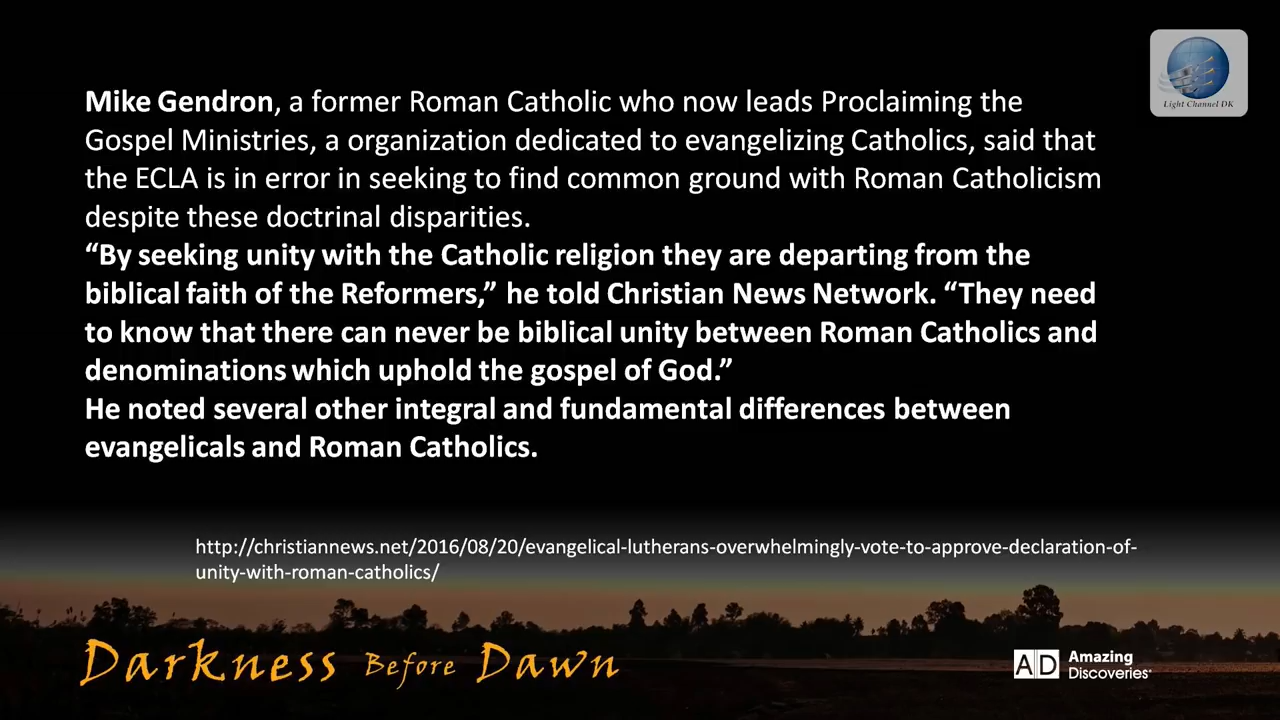 Light Channel DK
Mike Gendron, a former Roman Catholic who now leads Proclaiming the
Gospel Ministries, a organization dedicated to evangelizing Catholics, said that
the ECLA is in error in seeking to find common ground with Roman Catholicism
despite these doctrinal disparities.
“By seeking unity with the Catholic religion they are departing from the
biblical faith of the Reformers,” he told Christian News Network. “They need
to know that there can never be biblical unity between Roman Catholics and
denominations which uphold the gospel of God.”
He noted several other integral and fundamental differences between
evangelicals and Roman Catholics.
http://christiannews.net/2016/08/20/evangelical-lutherans-overwhelmingly-vote-to-approve-declaration-of-
unity-with-roman-catholics/
Darkness Before Dawn
AD Amazing
Discoveries